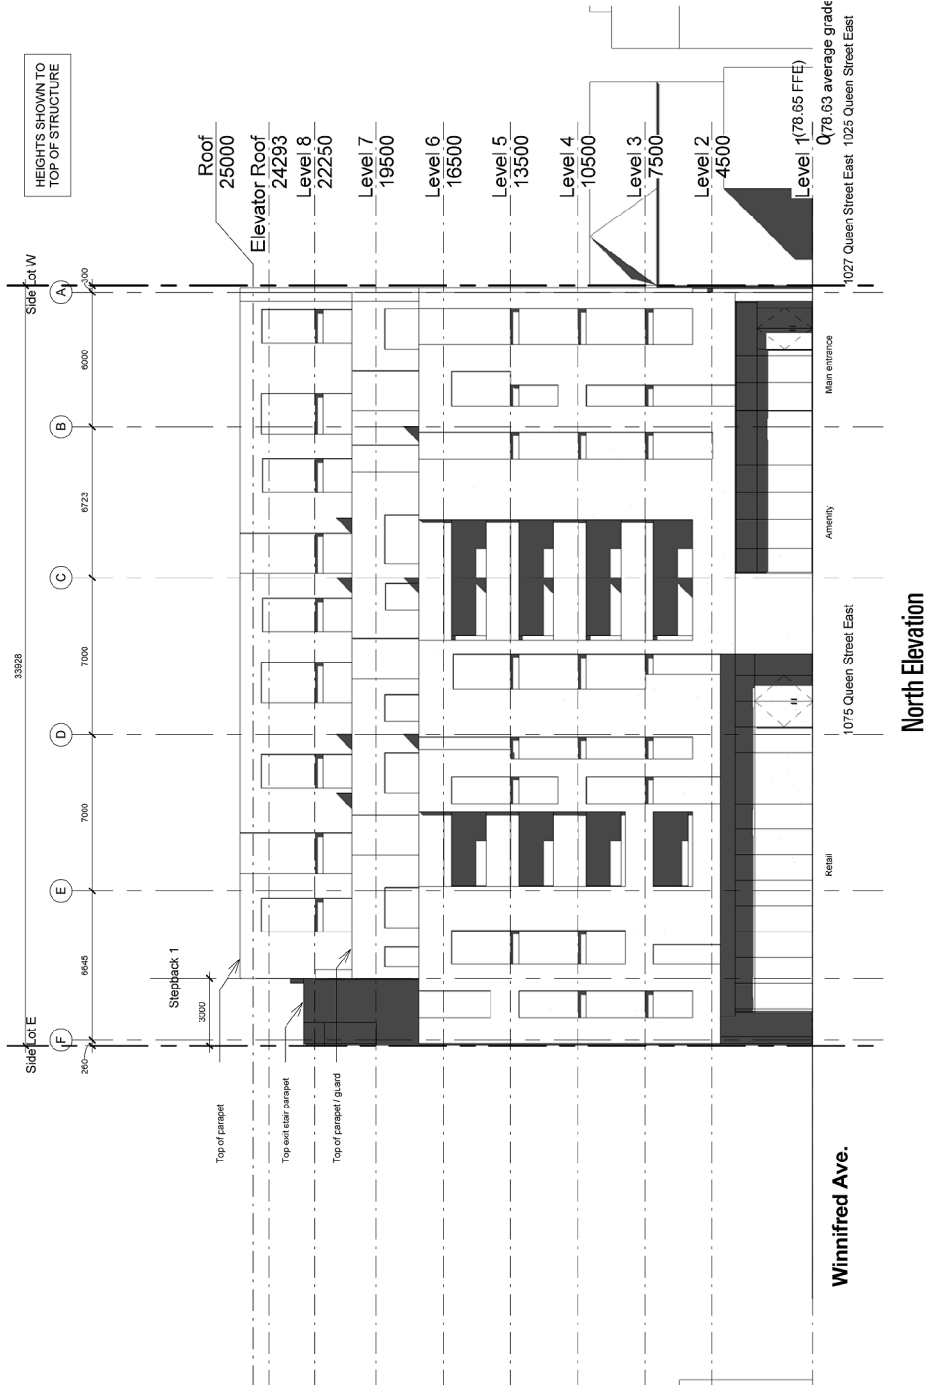 HEIGHTS SHOWN TO
TOP OF STRUCTURE
Roof
25000
Elevator Roof
24293
Level 8
22250
Level 7
19500
Level 6
16500
Level 5
13500
Level 4
10500
Level 3
7500
Level 2
4500
Level 1
0
(78.65 FFE)
(78.63 average grade
Side Lot E
Side Lot W
33928
F
E
D
C
B
A
260
6645
7000
7000
6723
6000
300
Stepback 1
3000
Top of parapet
Top exit stair parapet
Top of parapet / guard
Retail
Amenity
Main entrance
Winnifred Ave.
1075 Queen Street East
1027 Queen Street East
1025 Queen Street East
North Elevation